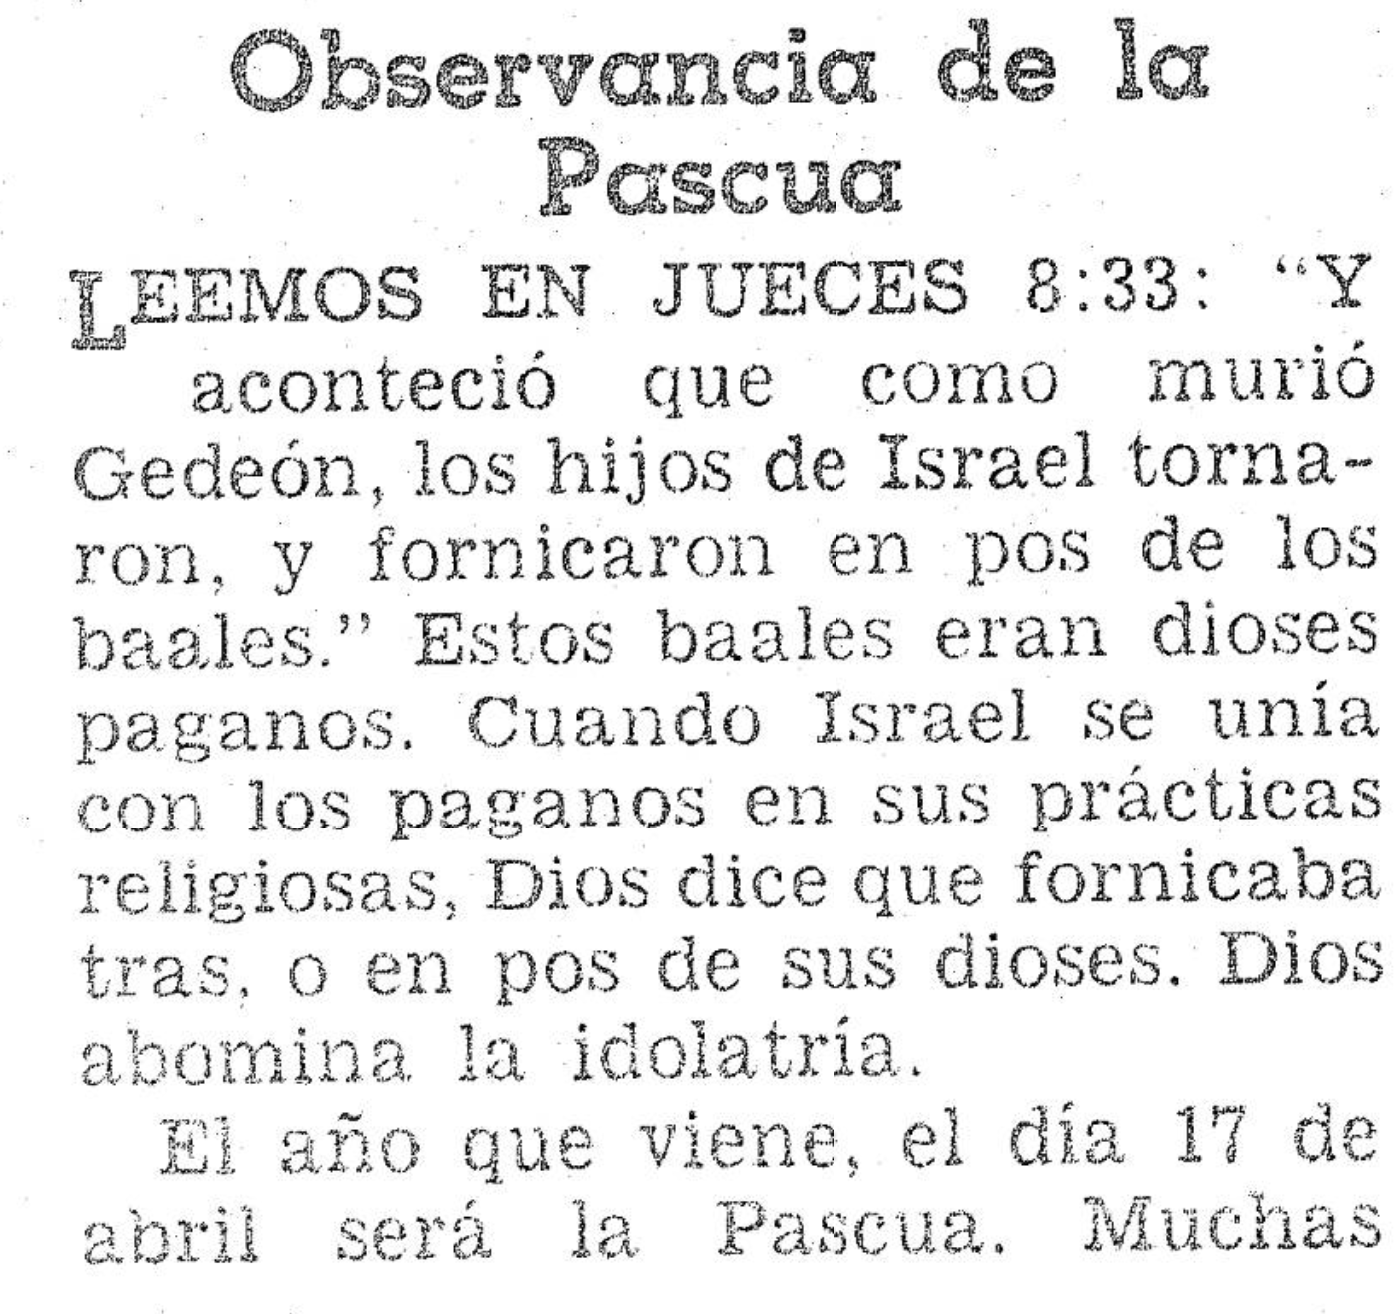 Observancia de la
Pascua
LEEMOS EN JUECES 8:33: “Y
aconteció que como murió
Gedeón, los hijos de Israel torna-
ron, y fornicaron en pos de los
baales.” Estos baales eran dioses
paganos. Cuando Israel se unía
con los paganos en sus prácticas
religiosas, Dios dice que fornicaba
tras, o en pos de sus dioses. Dios
abomina la idolatría.
El año que viene, el día 17 de
abril será la Pascua. Muchas